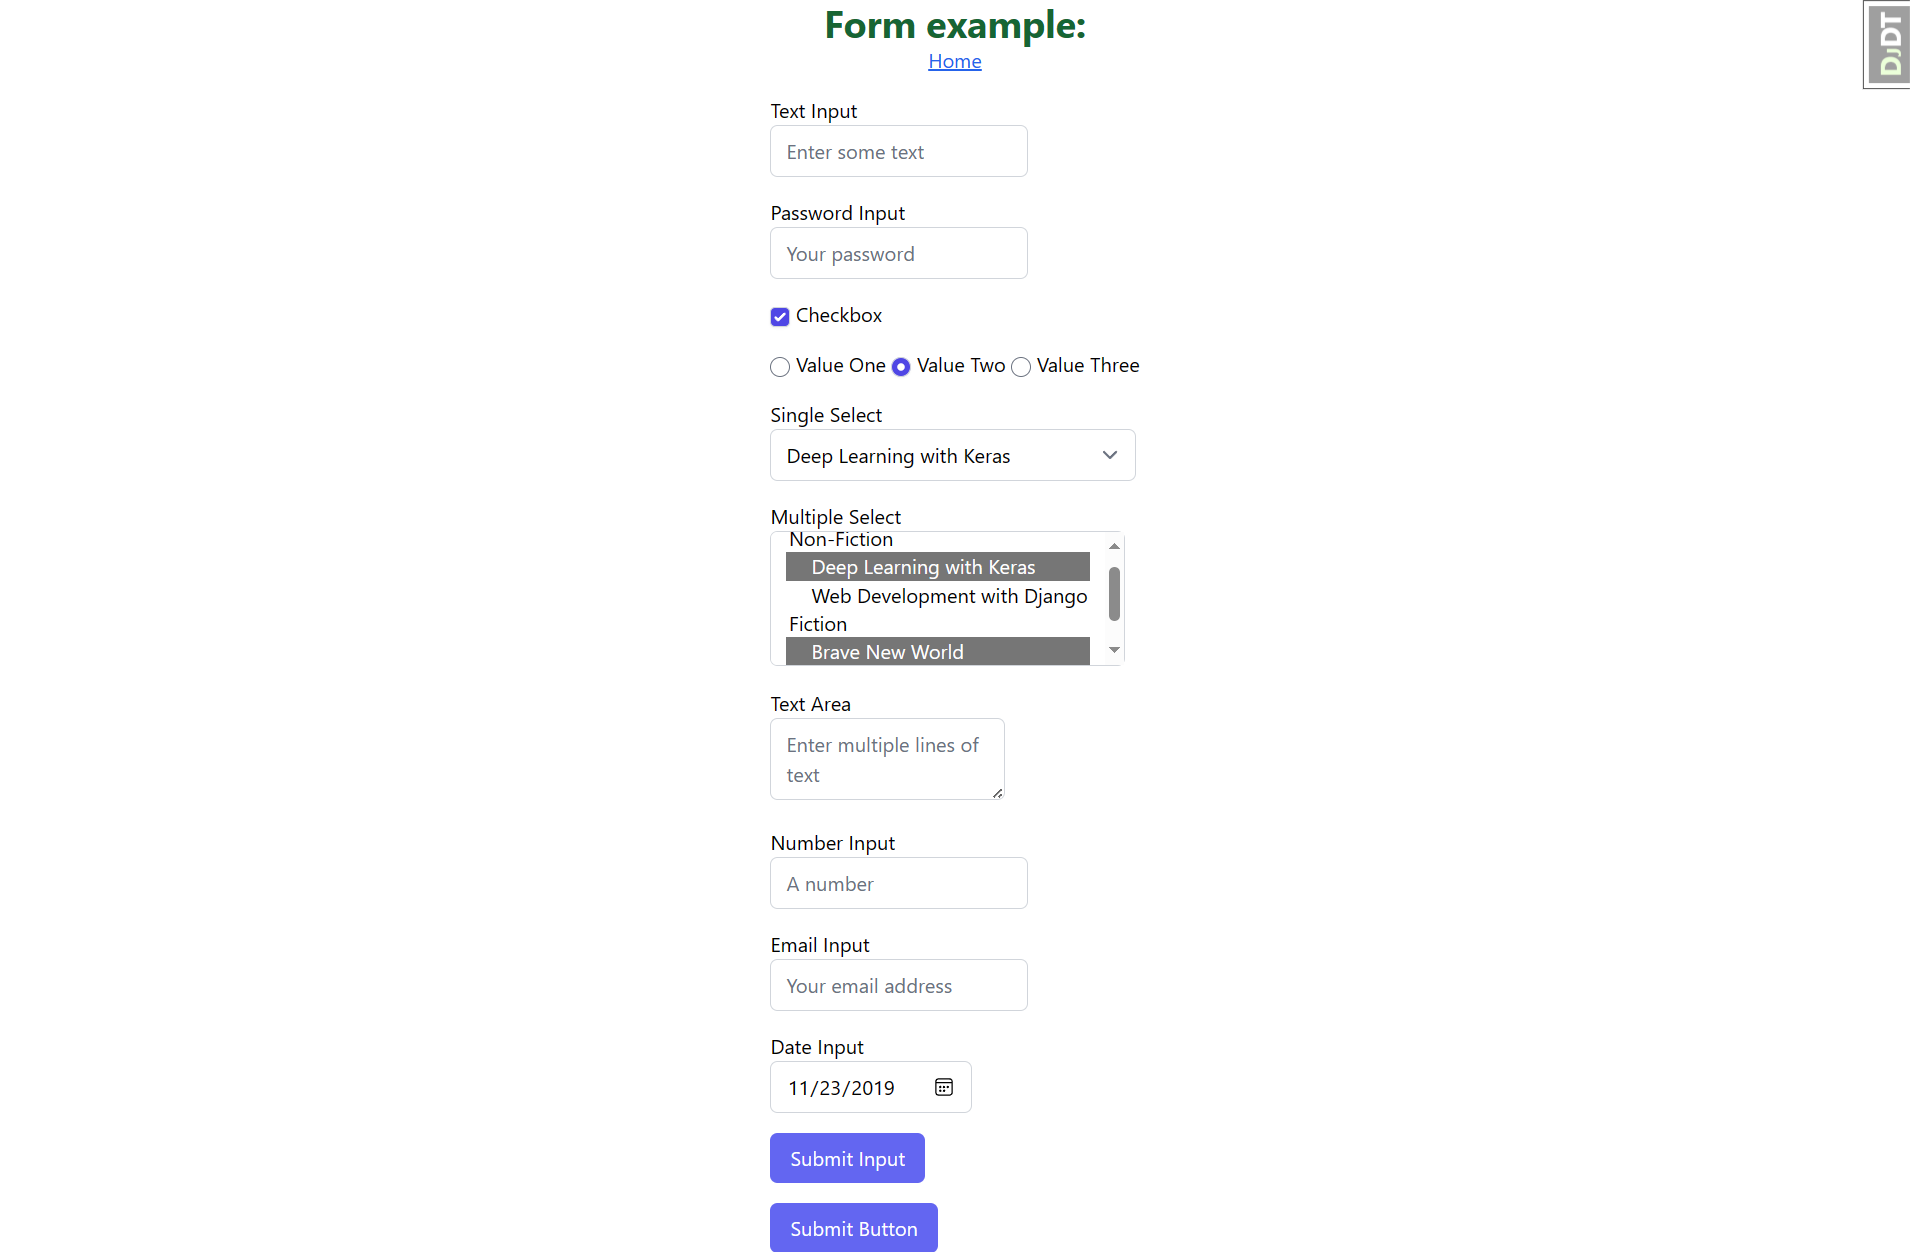 Form example:
Home
DjDT
Text Input
Enter some text
Password Input
Your password
Checkbox
Value One Value Two Value Three
Single Select
Deep Learning with Keras
Multiple Select
Non-Fiction
Deep Learning with Keras
Web Development with Django
Fiction
Brave New World
Text Area
Enter multiple lines of
text
Number Input
A number
Email Input
Your email address
Date Input
11/23/2019
Submit Input
Submit Button